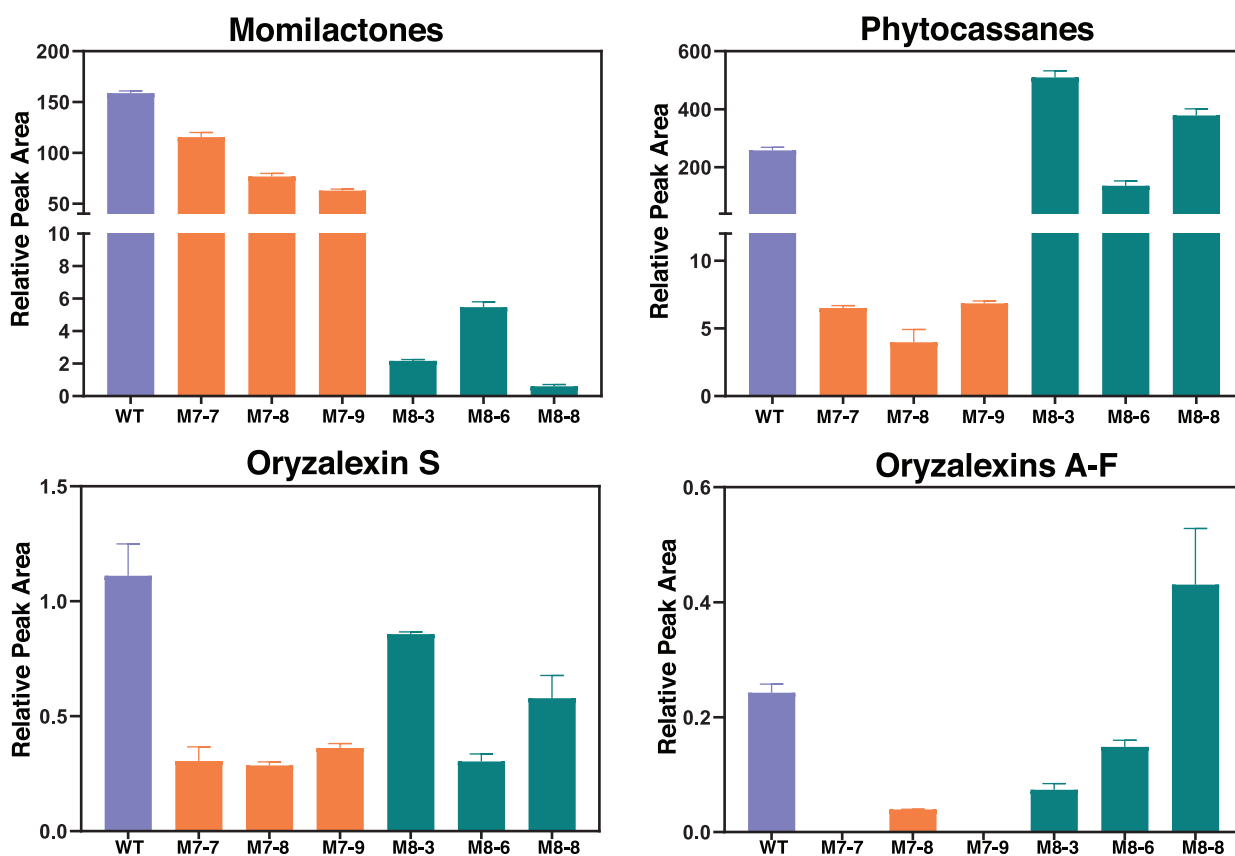 Momilactones
Relative Peak Area
200
150
100
50
10
8
6
4
2
0
WT M7-7 M7-8 M7-9 M8-3 M8-6 M8-8
Phytocassanes
Relative Peak Area
600
400
200
10
5
0
WT M7-7 M7-8 M7-9 M8-3 M8-6 M8-8
Oryzalexin S
Relative Peak Area
1.5
1.0
0.5
0.0
WT M7-7 M7-8 M7-9 M8-3 M8-6 M8-8
Oryzalexins A-F
Relative Peak Area
0.6
0.4
0.2
0.0
WT M7-7 M7-8 M7-9 M8-3 M8-6 M8-8